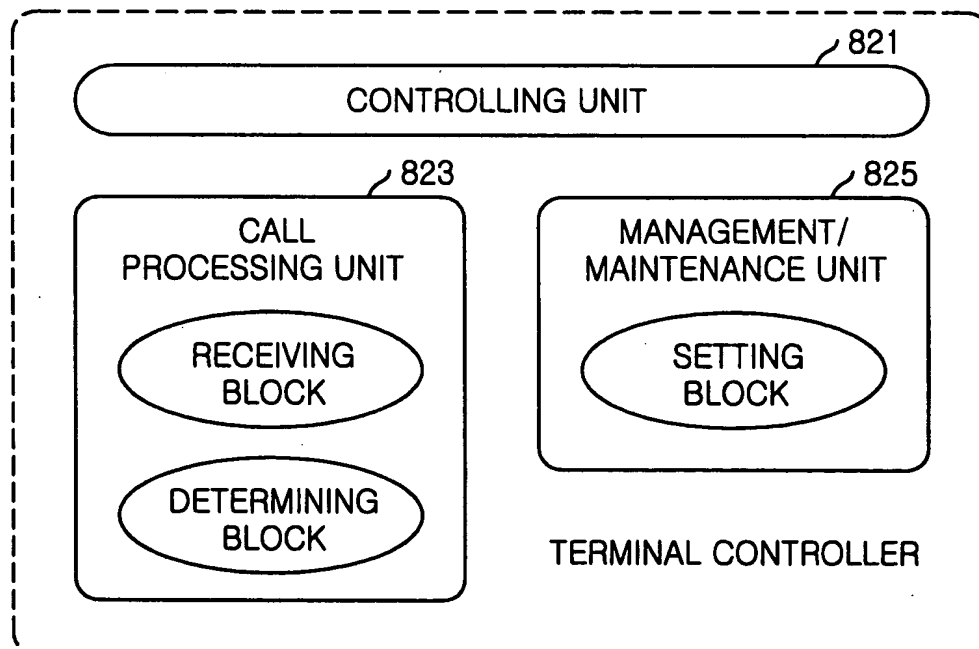 821
CONTROLLING UNIT
823
CALL
PROCESSING UNIT
RECEIVING
BLOCK
DETERMINING
BLOCK
825
MANAGEMENT/
MAINTENANCE UNIT
SETTING
BLOCK
TERMINAL CONTROLLER